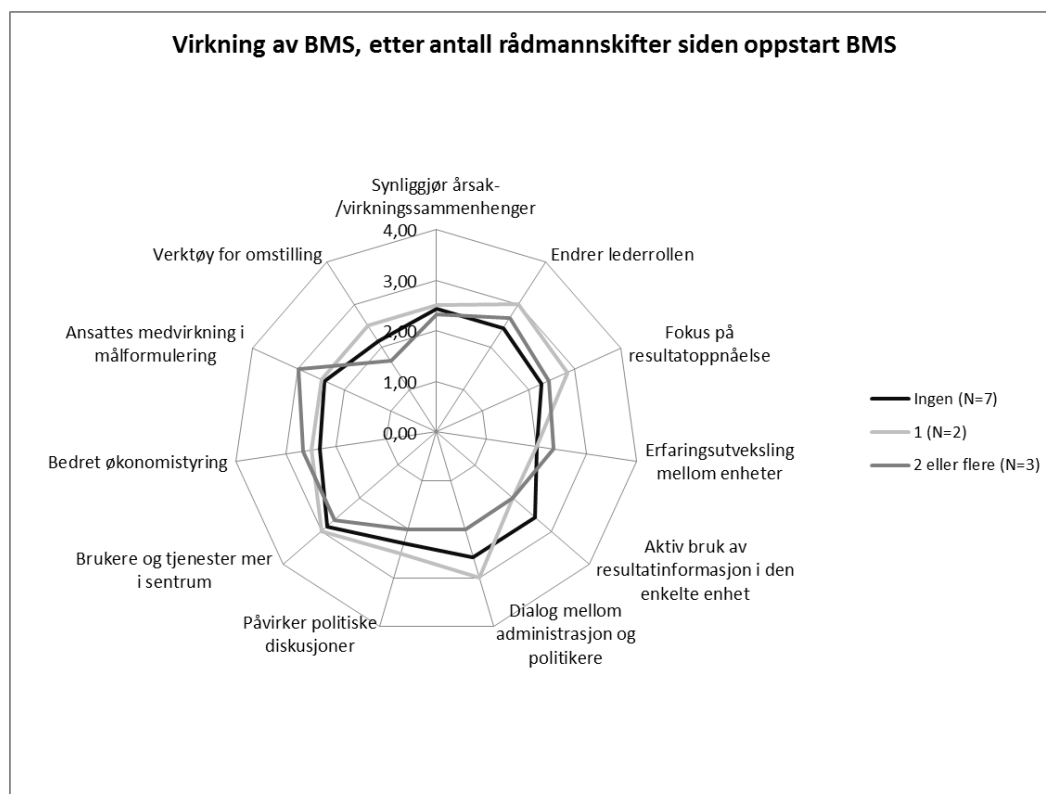 Virkning av BMS, etter antall rådmannskifter siden oppstart BMS
Synliggjør årsak-
/virkningssammenhenger
Endrer lederrollen
Fokus på
resultatoppnåelse
Erfaringsutveksling
mellom enheter
Aktiv bruk av
resultatinformasjon i den
enkelte enhet
Dialog mellom
administrasjon og
politikere
Påvirker politiske
diskusjoner
Brukere og tjenester mer
i sentrum
Bedret økonomistyring
Ansattes medvirkning i
målformulering
Verktøy for omstilling
4,00
3,00
2,00
1,00
0,00
Ingen (N=7)
1 (N=2)
2 eller flere (N=3)